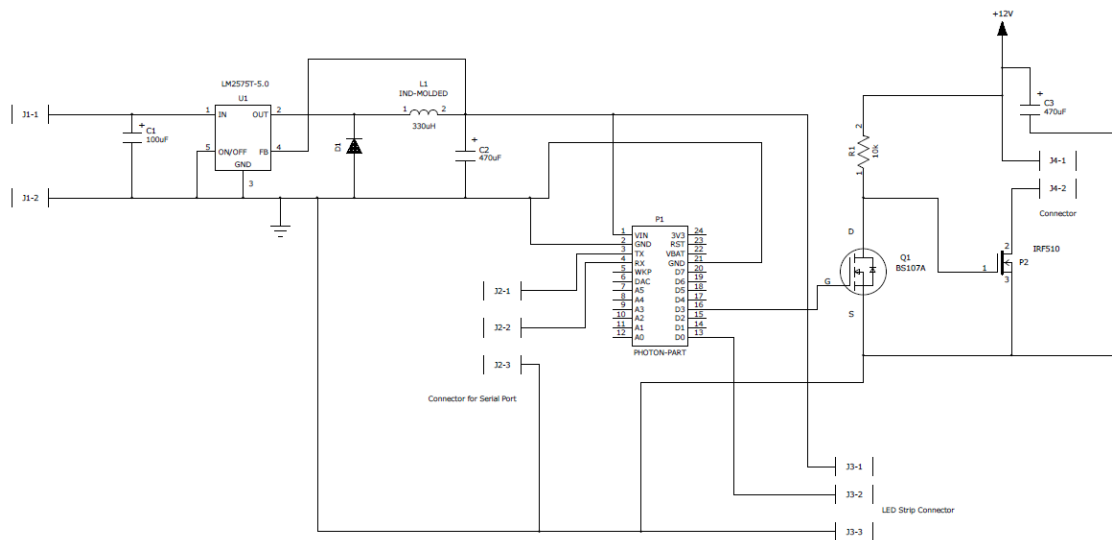 +12V
LM2575T-5.0
U1
L1
IND-MOLDED
J1-1
1
IN
OUT
2
1
2
330uH
+
C1
100uF
5
ON/OFF
FB
4
GND
3
D1
+
C2
470uF
+
C3
470uF
2
R1
10k
1
J4-1
J4-2
Connector
J1-2
P1
1
VIN
3V3
24
2
GND
RST
23
3
TX
VBAT
22
4
RX
GND
21
5
WKP
D7
20
6
DAC
D6
19
7
A5
D5
18
8
A4
D4
17
9
A3
D3
16
10
A2
D2
15
11
A1
D1
14
12
A0
D0
13
PHOTON-PART
D
Q1
BS107A
G
S
IRF510
2
P2
1
3
J2-1
J2-2
J2-3
Connector for Serial Port
J3-1
J3-2
LED Strip Connector
J3-3